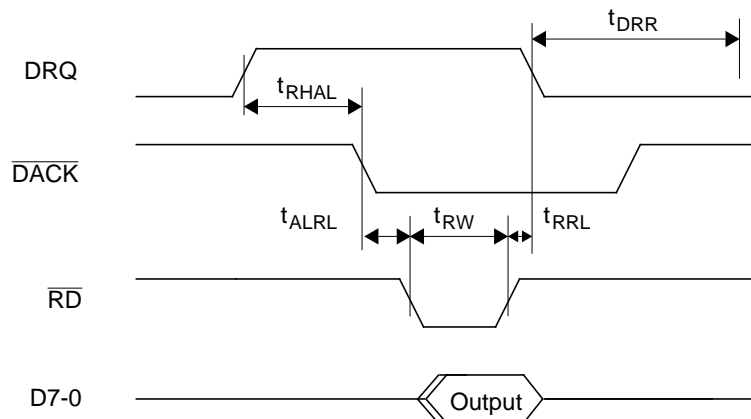 t_DRR
DRQ
t_RHAL
DACK
t_ALRL t_RW t_RRL
RD
D7-0 Output